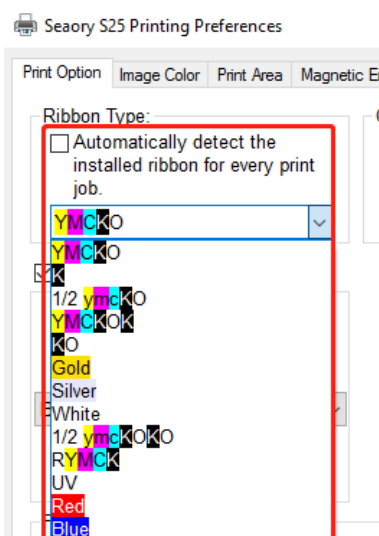 Seaory S25 Printing Preferences
Print Option Image Color Print Area Magnetic E
Ribbon Type:
Automatically detect the
installed ribbon for every print
job.
YMCKO
YMCKO
K
1/2 ymcKO
YMCKOK
KO
Gold
Silver
White
1/2 ymcKOKO
RYMCK
UV
Red
Blue